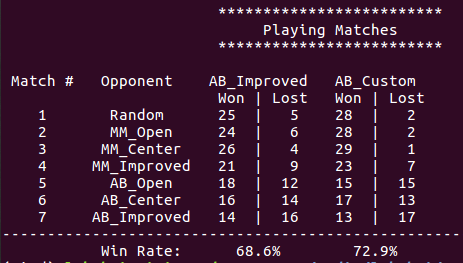 *************************
Playing Matches
*************************
Match # Opponent AB_Improved AB_Custom
Won | Lost Won | Lost
1 Random 25 | 5 28 | 2
2 MM_Open 24 | 6 28 | 2
3 MM_Center 26 | 4 29 | 1
4 MM_Improved 21 | 9 23 | 7
5 AB_Open 18 | 12 15 | 15
6 AB_Center 16 | 14 17 | 13
7 AB_Improved 14 | 16 13 | 17
--------------------------------------------------
Win Rate: 68.6% 72.9%